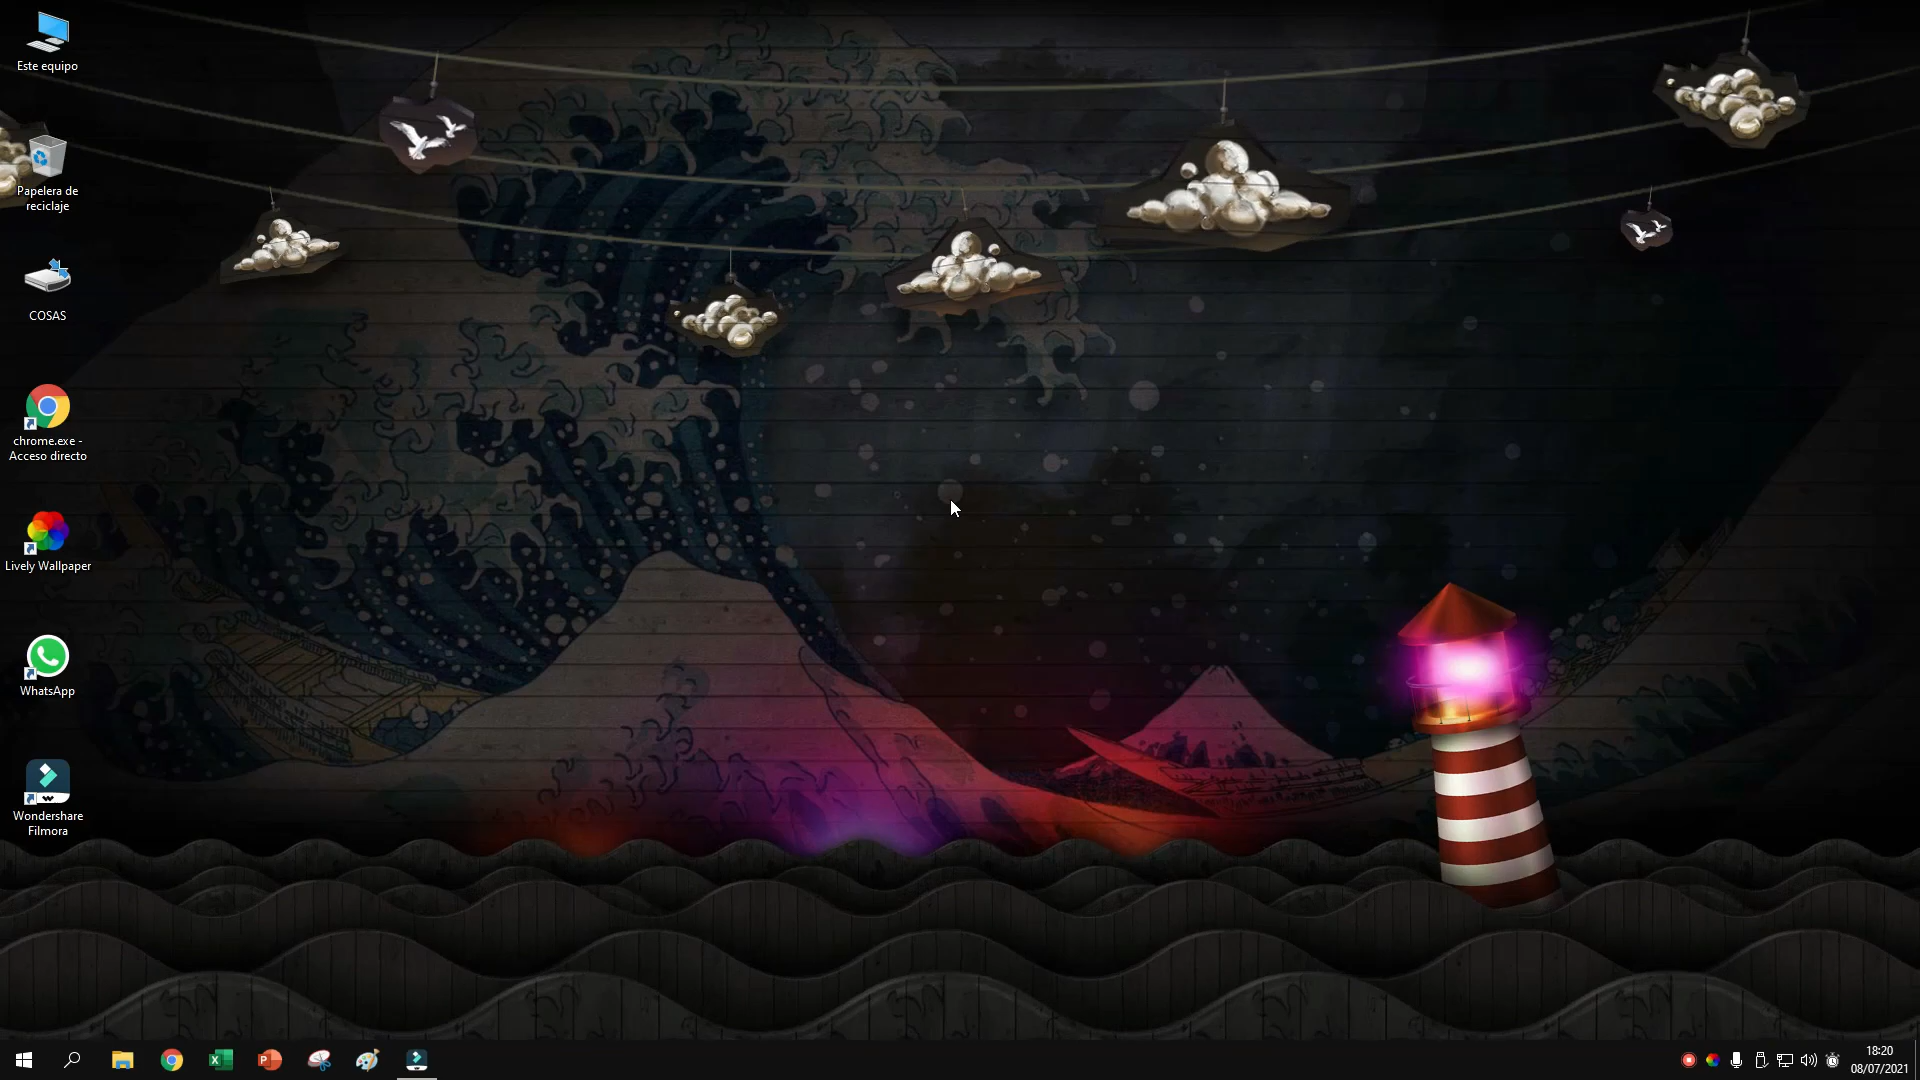 Este equipo
Papelera de
reciclaje
COSAS
chrome.exe -
Acceso directo
Lively Wallpaper
WhatsApp
Wondershare
Filmora
18:20
08/07/2021